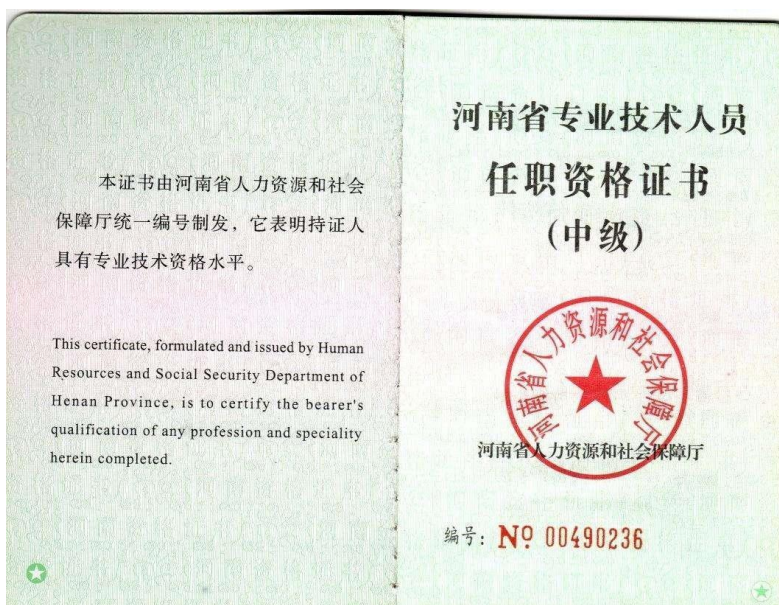 本证书由河南省人力资源和社会
保障厅统一编号制发，它表明持证人
具有专业技术资格水平。
This certificate, formulated and issued by Human
Resources and Social Security Department of
Henan Province, is to certify the bearer's
qualification of any profession and speciality
herein completed.
河南省专业技术人员
任职资格证书
(中级)
河南省人力资源和社会保障厅
河南省人力资源和社会保障厅
编号: Nº 00490236